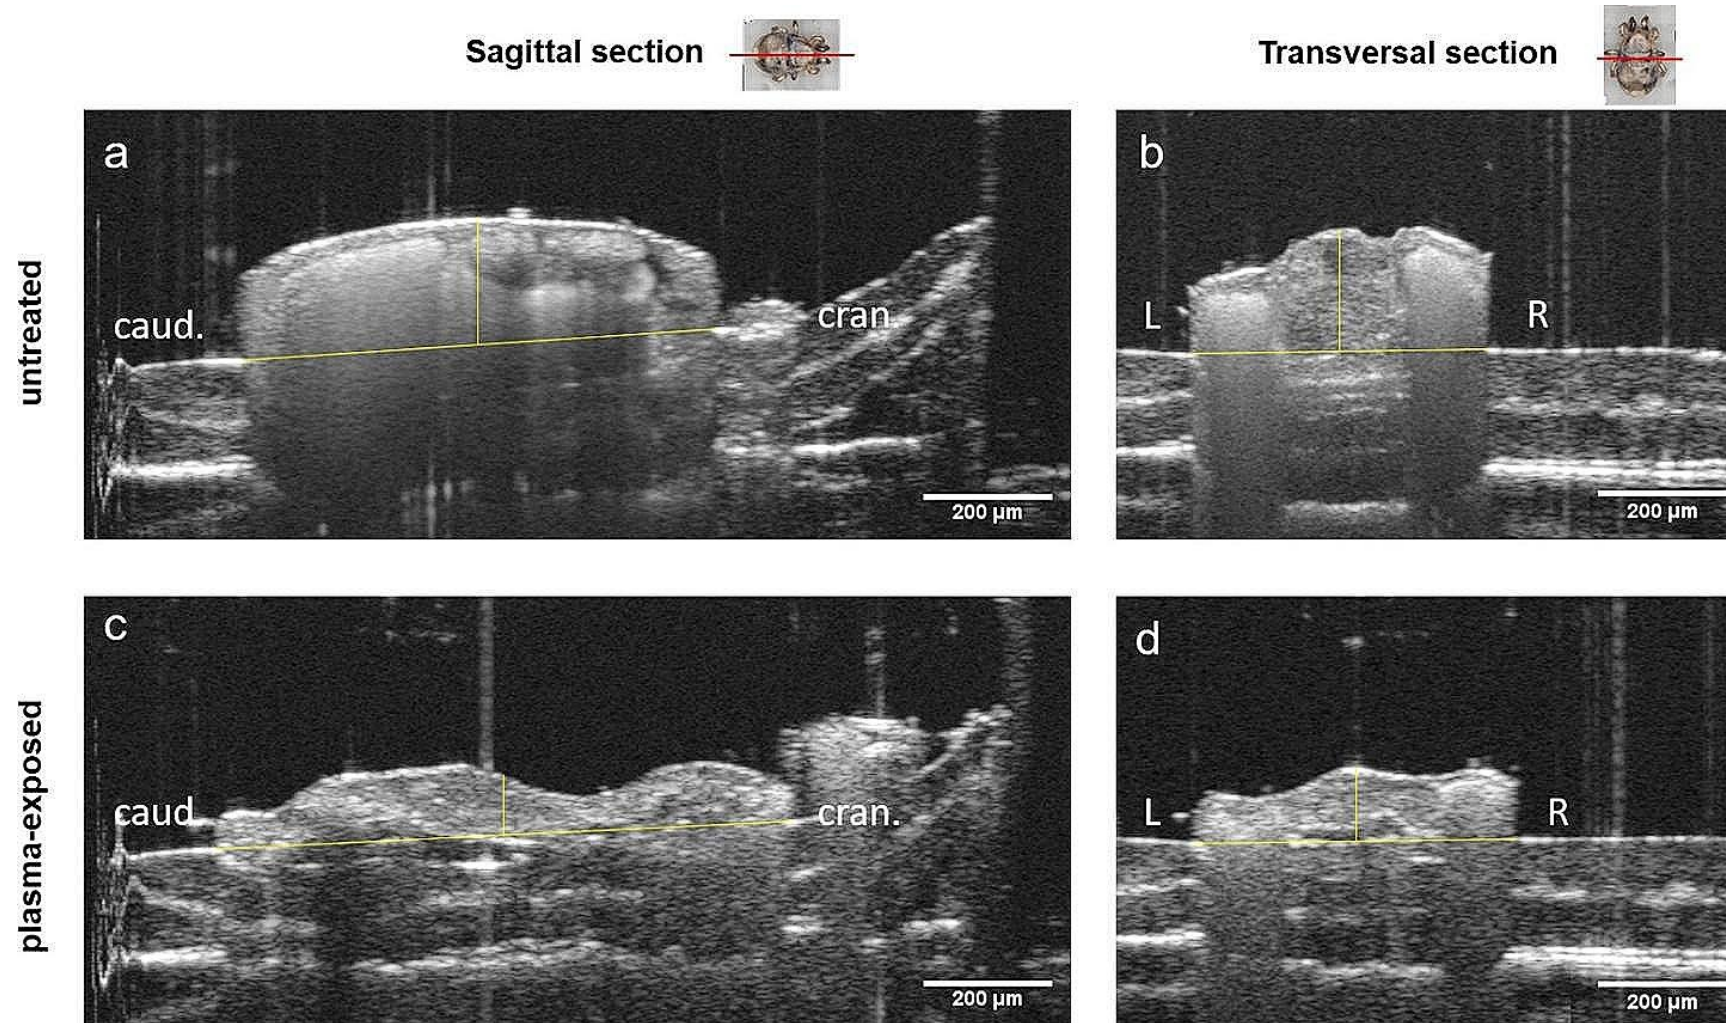 Sagittal section
Transversal section
untreated
a
caud.
cran.
200 µm
b
L
R
200 µm
plasma-exposed
c
caud.
cran.
200 µm
d
L
R
200 µm